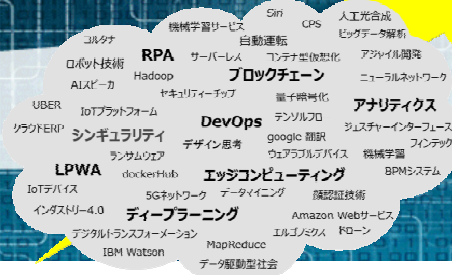 Siri
CPS
人工光合成
機械学習サービス
ビッグデータ解析
コルタナ
自動運転
RPA
サーバーレス
コンテナ型仮想化
アジャイル開発
ロボット技術
Hadoop
ブロックチェーン
ニューラルネットワーク
AIスピーカ
セキュリティーチップ
量子暗号化
アナリティクス
UBER
IoTプラットフォーム
DevOps
テンソルフロ
ジェスチャーインターフェース
クラウドERP
シンギュラリティ
デザイン思考
google 翻訳
フィンテック
ランサムウェア
ウェアラブルデバイス
機械学習
LPWA
dockerHub
エッジコンピューティング
BPMシステム
IoTデバイス
5Gネットワーク
データマイニング
顔認証技術
インダストリー4.0
ディープラーニング
Amazon Webサービス
デジタルトランスフォーメーション
エルゴノミクス
ドローン
IBM Watson
MapReduce
データ駆動型社会